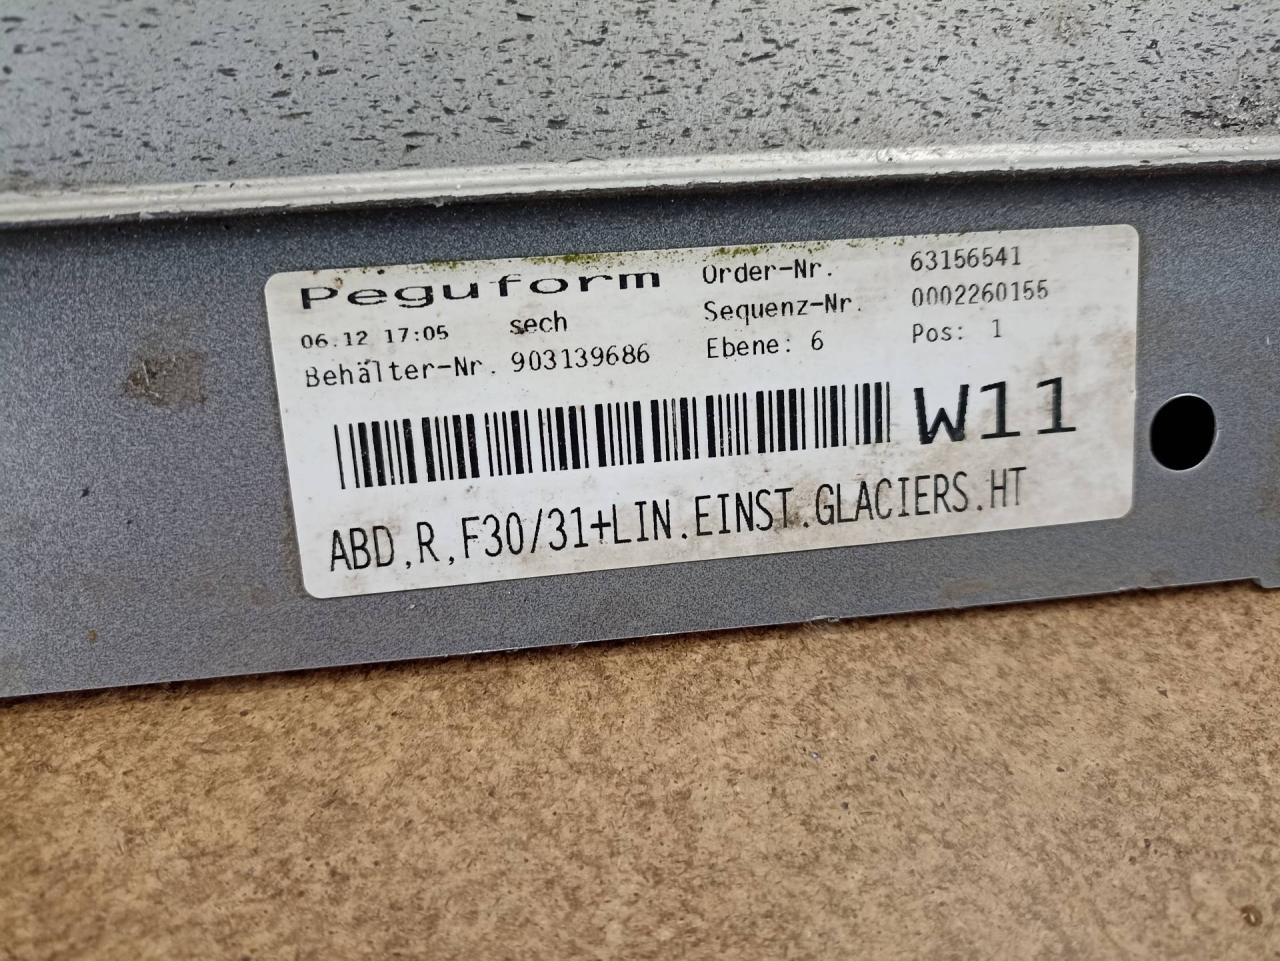 Peguform Order-Nr. 63156541
06.12 17:05 sech Sequenz-Nr. 0002260155
Behälter-Nr. 903139686 Ebene: 6 Pos: 1
W11
ABD,R,F30/31+LIN.EINST.GLACIERS.HT